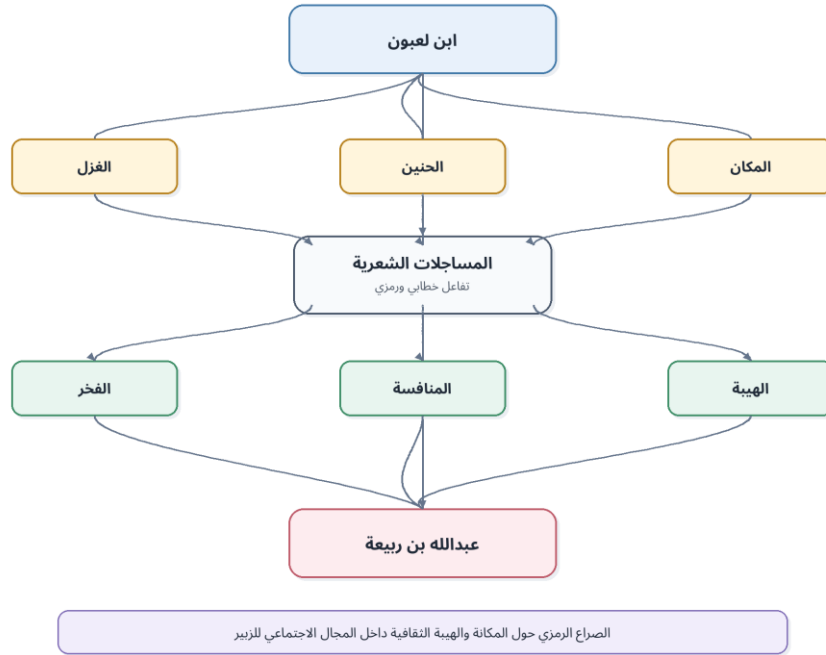 ابن لعبون
المكان
الحنين
الغزل
المساجلات الشعرية
تفاعل خطابي ورمزي
الهيبة
المنافسة
الفخر
عبدالله بن ربيعة
الصراع الرمزي حول المكانة والهيبة الثقافية داخل المجال الاجتماعي للزبير